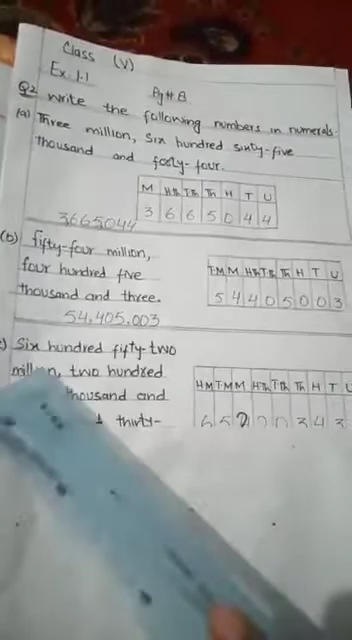 Class (V)
Ex. 1.1
Pg# 8
Q2 Write the following numbers in numerals.
(a) Three million, six hundred sixty-five
thousand and forty-four.
M Hth Tth Th H T U
3 6 6 5 0 4 4
3665044
(b) fifty-four million,
four hundred five
thousand and three.
TM M Hth Tth Th H T U
5 4 4 0 5 0 0 3
54,405,003
Six hundred fifty-two
million, two hundred
thousand and
thirty-
HM TM M Hth Tth Th H T U
3 4 3